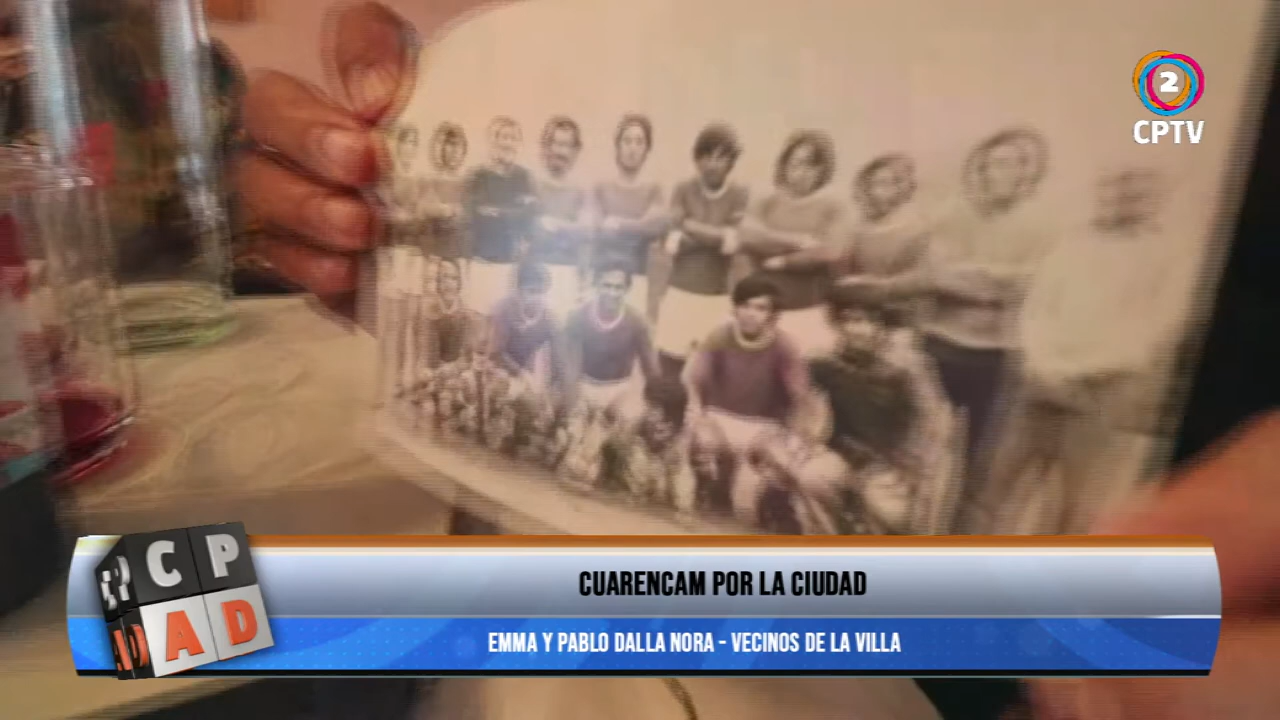 2
CPTV
CP
AD
CUARENCAM POR LA CIUDAD
EMMA Y PABLO DALLA NORA - VECINOS DE LA VILLA